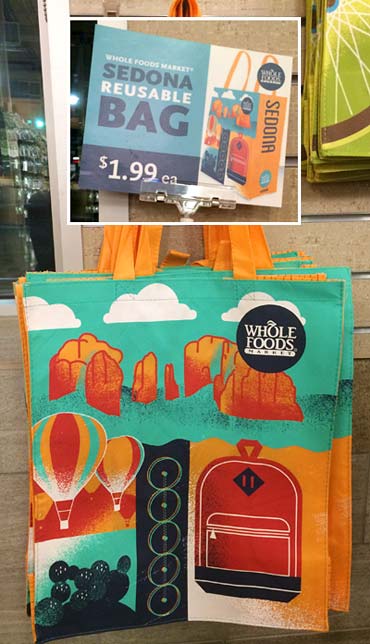 WHOLE FOODS MARKET®
SEDONA
REUSABLE
BAG
$1.99 ea.
WHOLE
FOODS
MARKET
SEDONA
WHOLE
FOODS
MARKET